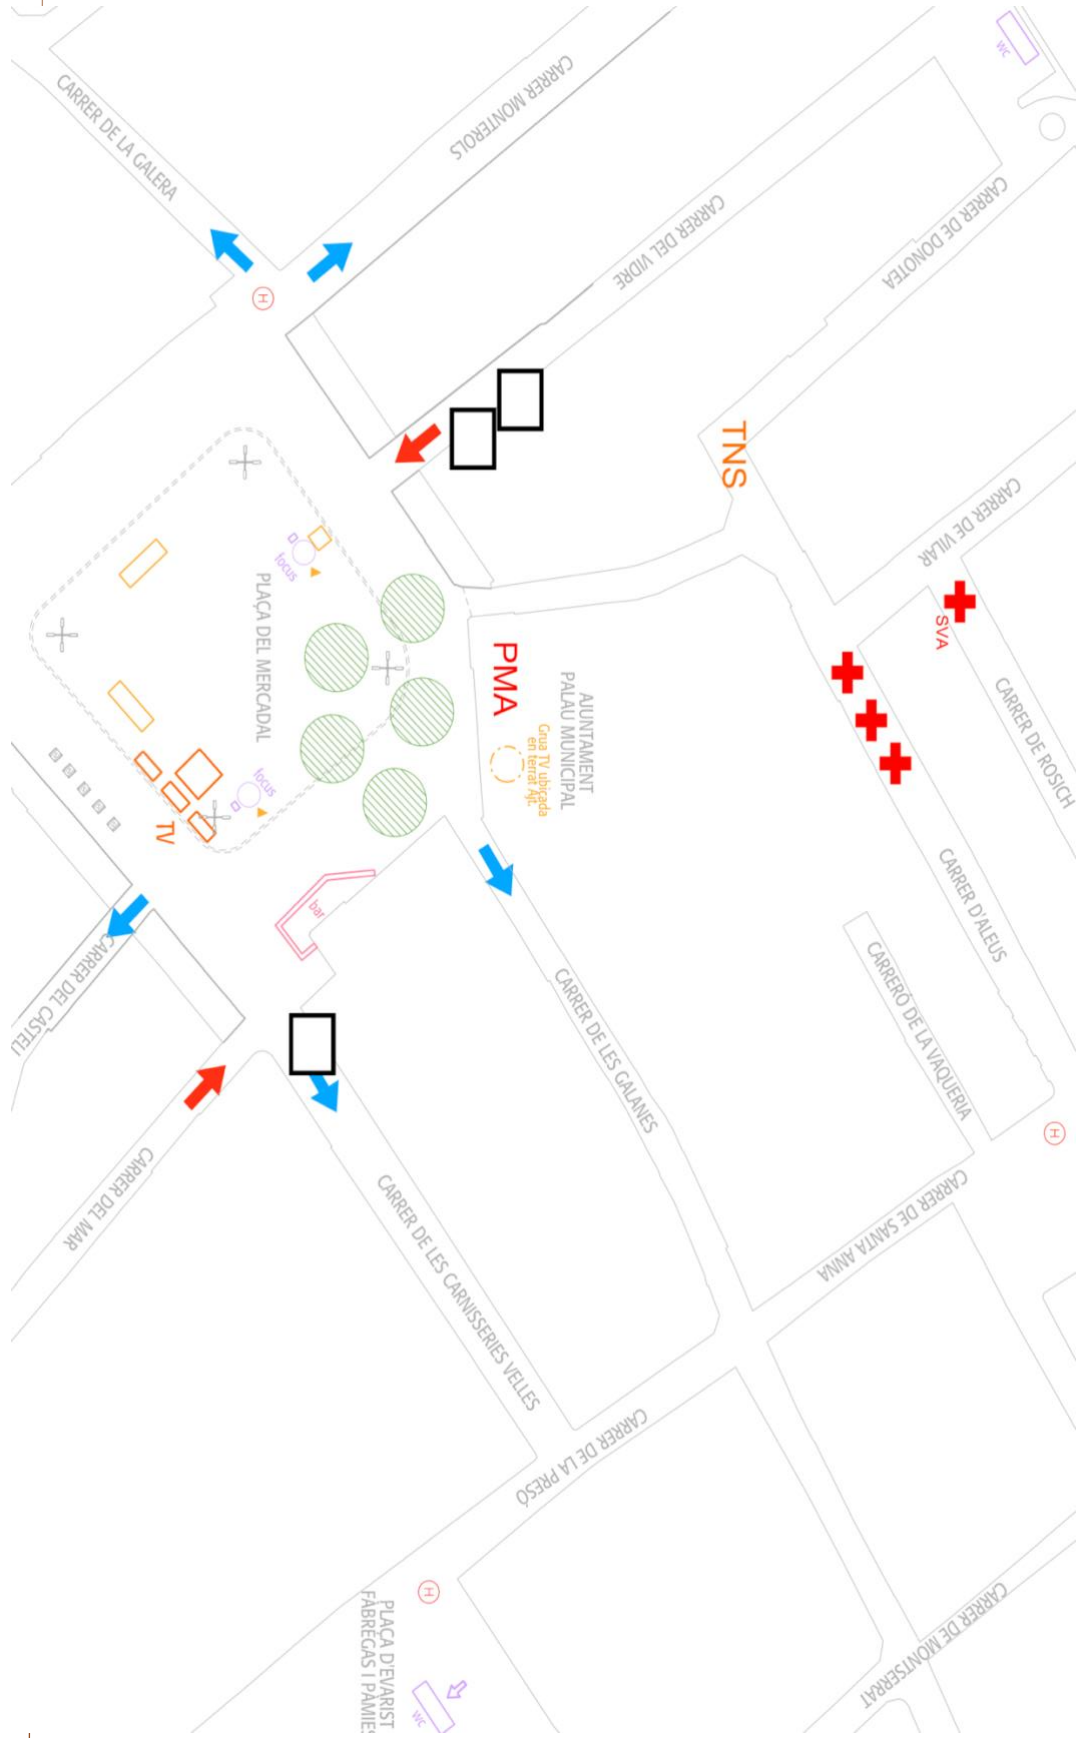 WC
CARRER DE LA GALERA
CARRER MONTEROLS
CARRER DEL VIDRE
CARRER DE DONOTEA
H
TNS
CARRER DE VILAR
SVA
CARRER DE ROSICH
focus
PLAÇA DEL MERCADAL
PMA
AJUNTAMENT
PALAU MUNICIPAL
Grua TV ubicada
en terrat Ajt.
focus
TV
bar
CARRER D'ALEUS
CARRERÓ DE LA VAQUERIA
CARRER DEL CASTELL
CARRER DE LES GALANES
H
CARRER DEL MAR
CARRER DE LES CARNISSERIES VELLES
CARRER DE SANTA ANNA
CARRER DE LA PRESÓ
H
PLAÇA D'EVARIST
FÀBREGAS I PÀMIES
WC
CARRER DE MONTSERRAT